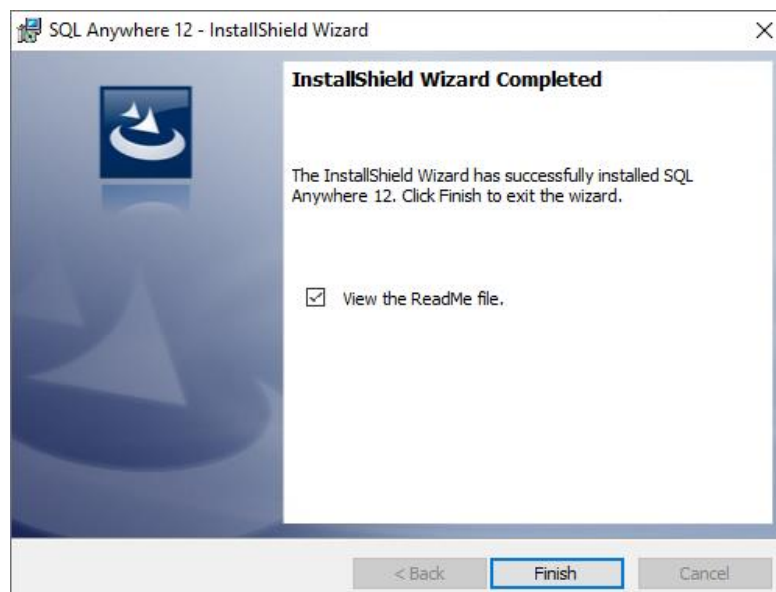 SQL Anywhere 12 - InstallShield Wizard
InstallShield Wizard Completed
The InstallShield Wizard has successfully installed SQL
Anywhere 12. Click Finish to exit the wizard.
View the ReadMe file.
< Back Finish Cancel